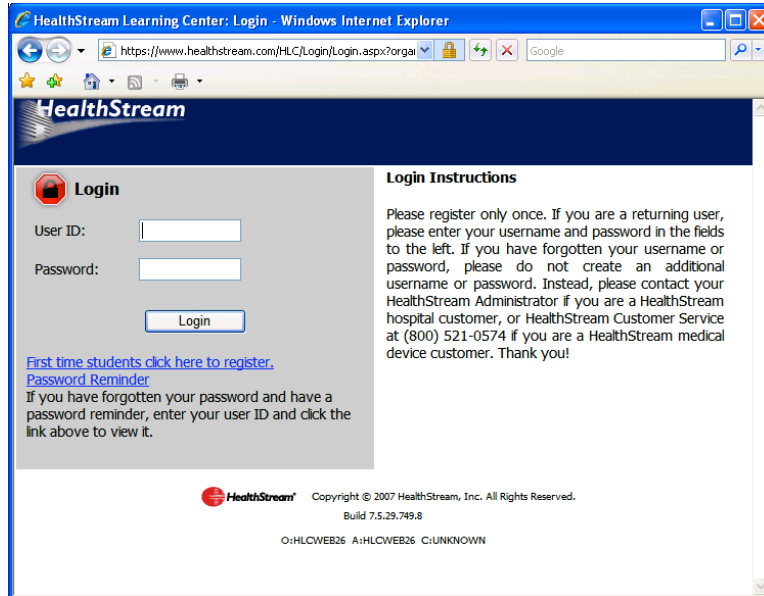 HealthStream Learning Center: Login - Windows Internet Explorer
https://www.healthstream.com/HLC/Login/Login.aspx?organ
Google
HealthStream
Login
User ID:
Password:
Login
First time students click here to register.
Password Reminder
If you have forgotten your password and have a
password reminder, enter your user ID and click the
link above to view it.
Login Instructions
Please register only once. If you are a returning user,
please enter your username and password in the fields
to the left. If you have forgotten your username or
password, please do not create an additional
username or password. Instead, please contact your
HealthStream Administrator if you are a HealthStream
hospital customer, or HealthStream Customer Service
at (800) 521-0574 if you are a HealthStream medical
device customer. Thank you!
HealthStream Copyright © 2007 HealthStream, Inc. All Rights Reserved.
Build 7.5.29.749.8
O:HLCWEB26 A:HLCWEB26 C:UNKNOWN